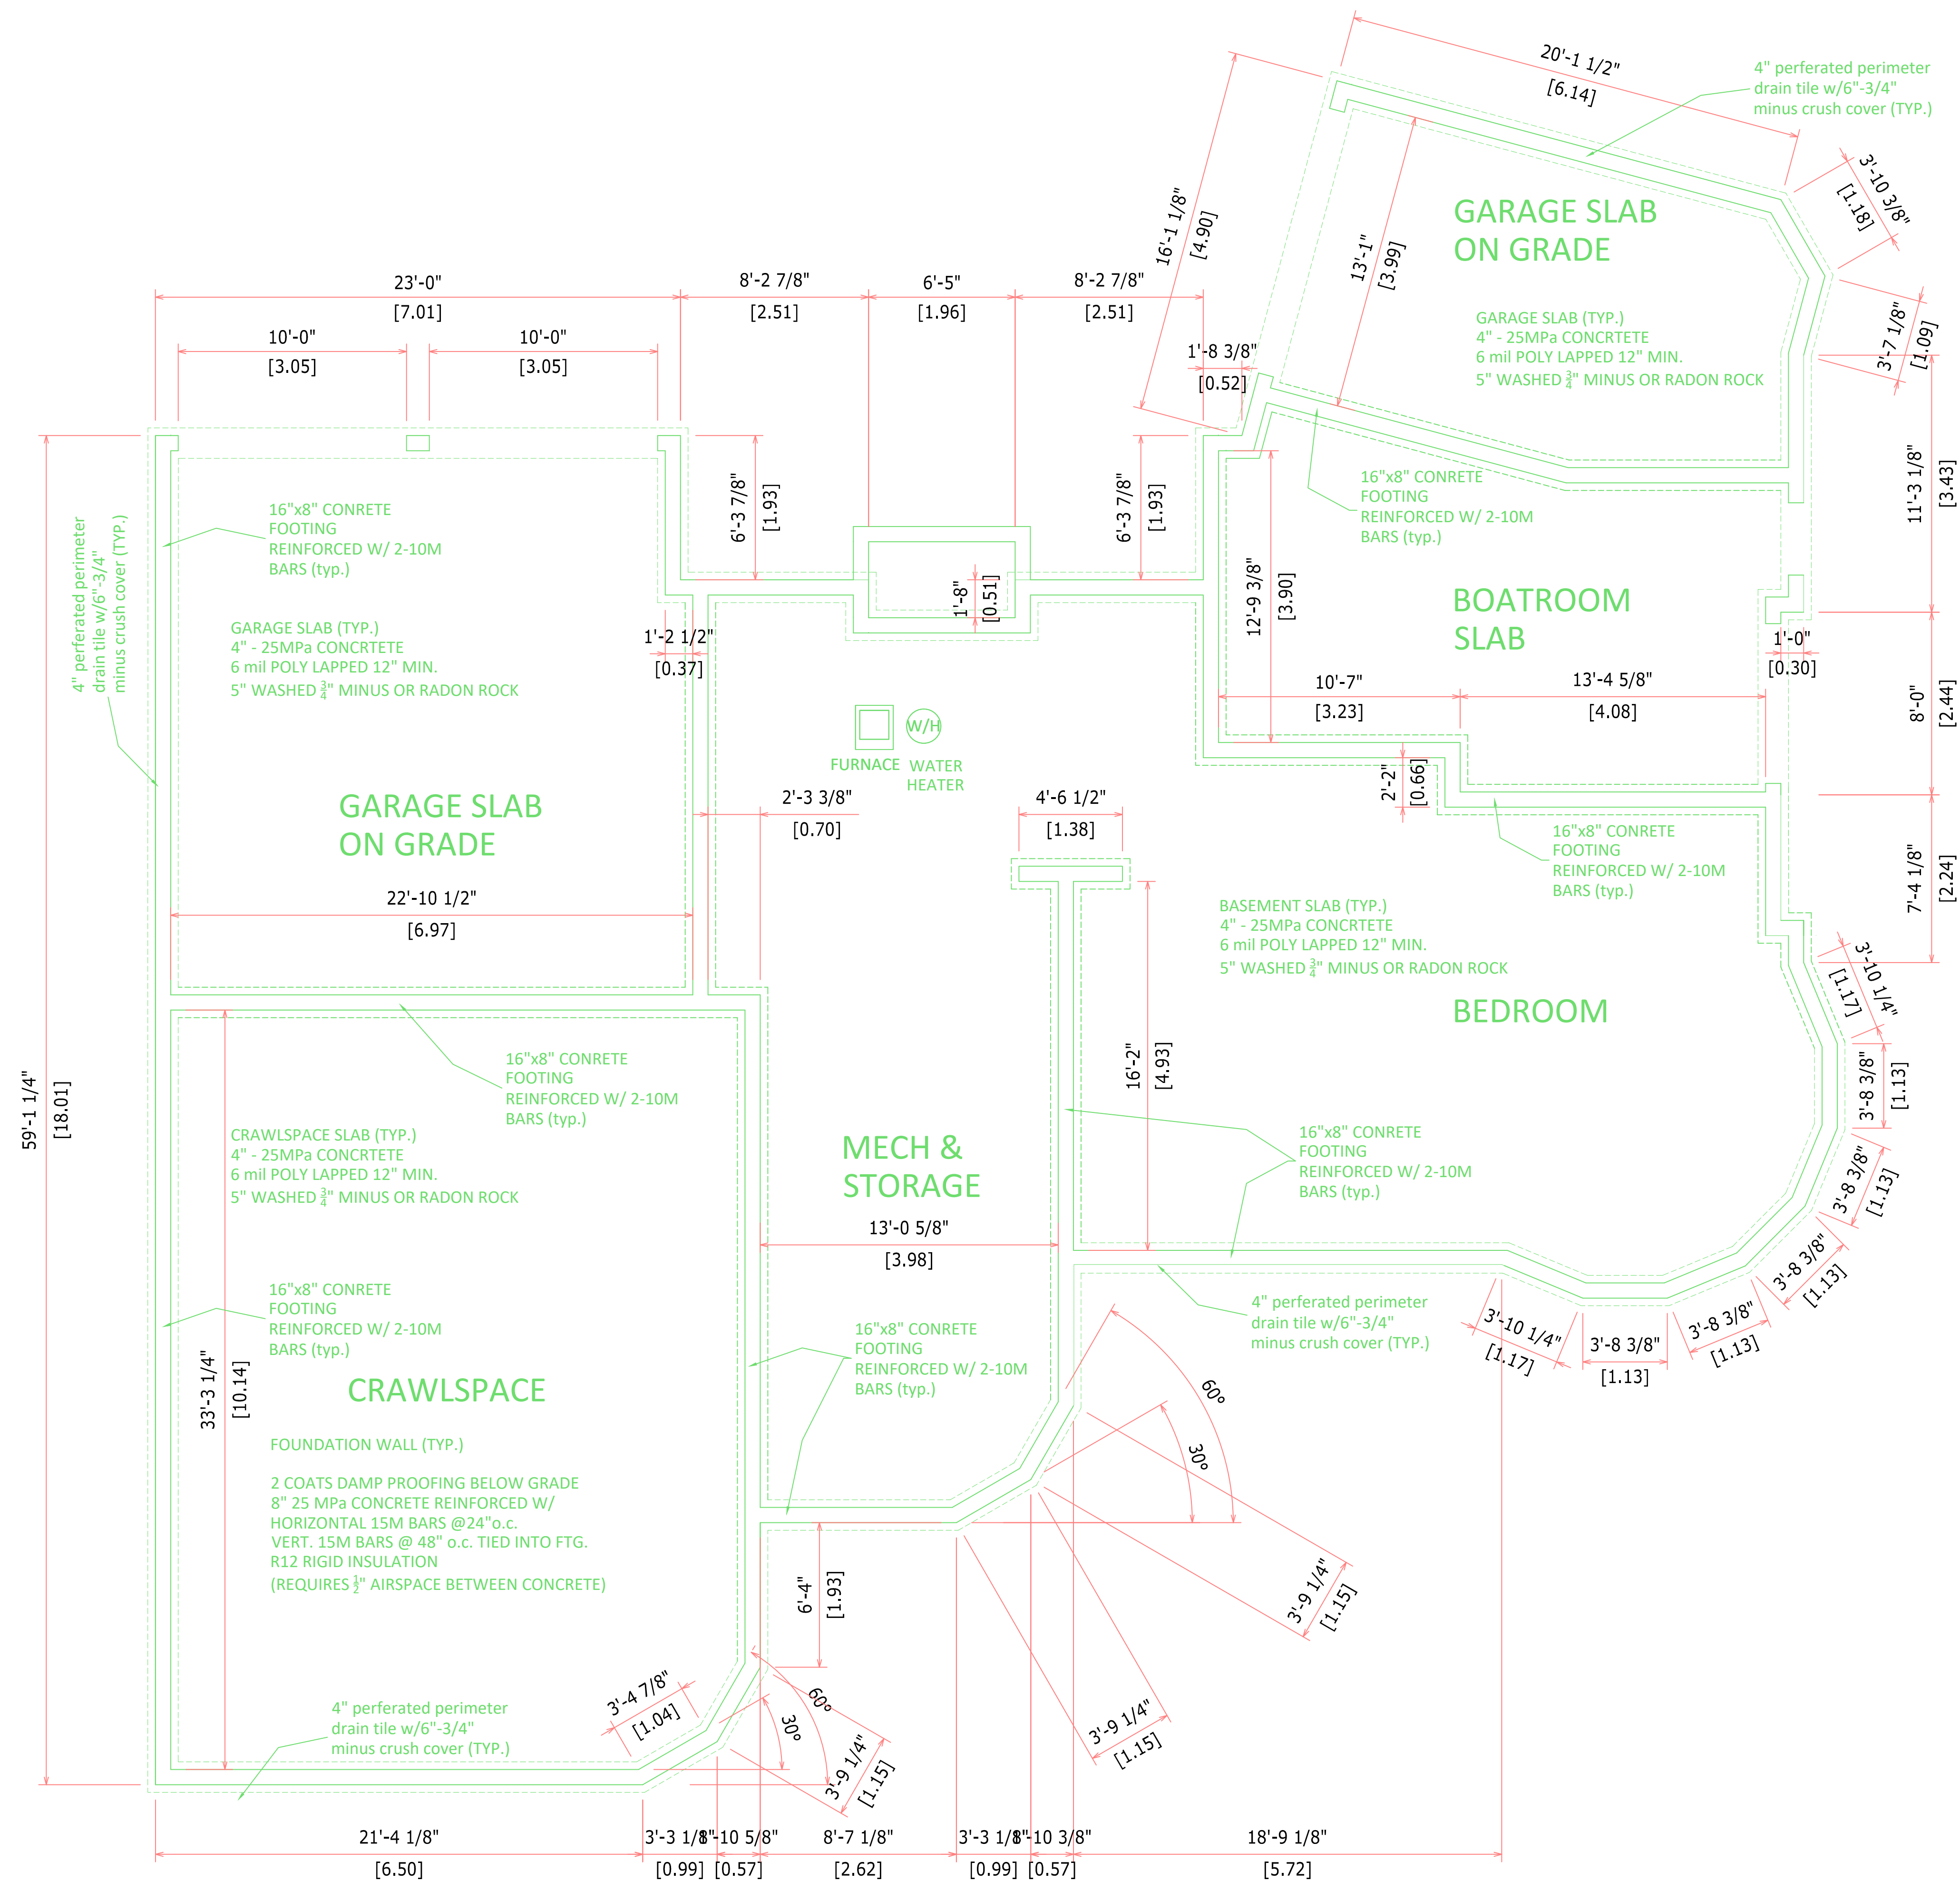 20'-1 1/2"
[6.14]
4" perferated perimeter
drain tile w/6"-3/4"
minus crush cover (TYP.)
3'-10 3/8"
[1.18]
16'-1 1/8"
[4.90]
13'-1"
[3.99]
GARAGE SLAB
ON GRADE
GARAGE SLAB (TYP.)
4" - 25MPa CONCRTETE
6 mil POLY LAPPED 12" MIN.
5" WASHED 3/4" MINUS OR RADON ROCK
3'-7 1/8"
[1.09]
23'-0"
[7.01]
8'-2 7/8"
[2.51]
6'-5"
[1.96]
8'-2 7/8"
[2.51]
10'-0"
[3.05]
10'-0"
[3.05]
1'-8 3/8"
[0.52]
6'-3 7/8"
[1.93]
6'-3 7/8"
[1.93]
11'-3 1/8"
[3.43]
16"x8" CONRETE
FOOTING
REINFORCED W/ 2-10M
BARS (typ.)
16"x8" CONRETE
FOOTING
REINFORCED W/ 2-10M
BARS (typ.)
4" perferated perimeter
drain tile w/6"-3/4"
minus crush cover (TYP.)
12'-9 3/8"
[3.90]
1'-8"
[0.51]
BOATROOM
SLAB
GARAGE SLAB (TYP.)
4" - 25MPa CONCRTETE
6 mil POLY LAPPED 12" MIN.
5" WASHED 3/4" MINUS OR RADON ROCK
1'-2 1/2"
[0.37]
1'-0"
[0.30]
10'-7"
[3.23]
13'-4 5/8"
[4.08]
8'-0"
[2.44]
W/H
FURNACE
WATER
HEATER
2'-2"
[0.66]
GARAGE SLAB
ON GRADE
2'-3 3/8"
[0.70]
4'-6 1/2"
[1.38]
16"x8" CONRETE
FOOTING
REINFORCED W/ 2-10M
BARS (typ.)
7'-4 1/8"
[2.24]
22'-10 1/2"
[6.97]
BASEMENT SLAB (TYP.)
4" - 25MPa CONCRTETE
6 mil POLY LAPPED 12" MIN.
5" WASHED 3/4" MINUS OR RADON ROCK
BEDROOM
3'-10 1/4"
[1.17]
16'-2"
[4.93]
3'-8 3/8"
[1.13]
16"x8" CONRETE
FOOTING
REINFORCED W/ 2-10M
BARS (typ.)
59'-1 1/4"
[18.01]
CRAWLSPACE SLAB (TYP.)
4" - 25MPa CONCRTETE
6 mil POLY LAPPED 12" MIN.
5" WASHED 3/4" MINUS OR RADON ROCK
MECH &
STORAGE
16"x8" CONRETE
FOOTING
REINFORCED W/ 2-10M
BARS (typ.)
3'-8 3/8"
[1.13]
13'-0 5/8"
[3.98]
3'-8 3/8"
[1.13]
16"x8" CONRETE
FOOTING
REINFORCED W/ 2-10M
BARS (typ.)
4" perferated perimeter
drain tile w/6"-3/4"
minus crush cover (TYP.)
3'-10 1/4"
[1.17]
3'-8 3/8"
[1.13]
3'-8 3/8"
[1.13]
16"x8" CONRETE
FOOTING
REINFORCED W/ 2-10M
BARS (typ.)
33'-3 1/4"
[10.14]
CRAWLSPACE
60º
30º
FOUNDATION WALL (TYP.)
2 COATS DAMP PROOFING BELOW GRADE
8" 25 MPa CONCRETE REINFORCED W/
HORIZONTAL 15M BARS @24"o.c.
VERT. 15M BARS @ 48" o.c. TIED INTO FTG.
R12 RIGID INSULATION
(REQUIRES 1/2" AIRSPACE BETWEEN CONCRETE)
6'-4"
[1.93]
3'-9 1/4"
[1.15]
3'-4 7/8"
[1.04]
60º
30º
3'-9 1/4"
[1.15]
4" perferated perimeter
drain tile w/6"-3/4"
minus crush cover (TYP.)
3'-9 1/4"
[1.15]
21'-4 1/8"
[6.50]
3'-3 1/8"
[0.99]
1'-10 5/8"
[0.57]
8'-7 1/8"
[2.62]
3'-3 1/8"
[0.99]
1'-10 3/8"
[0.57]
18'-9 1/8"
[5.72]